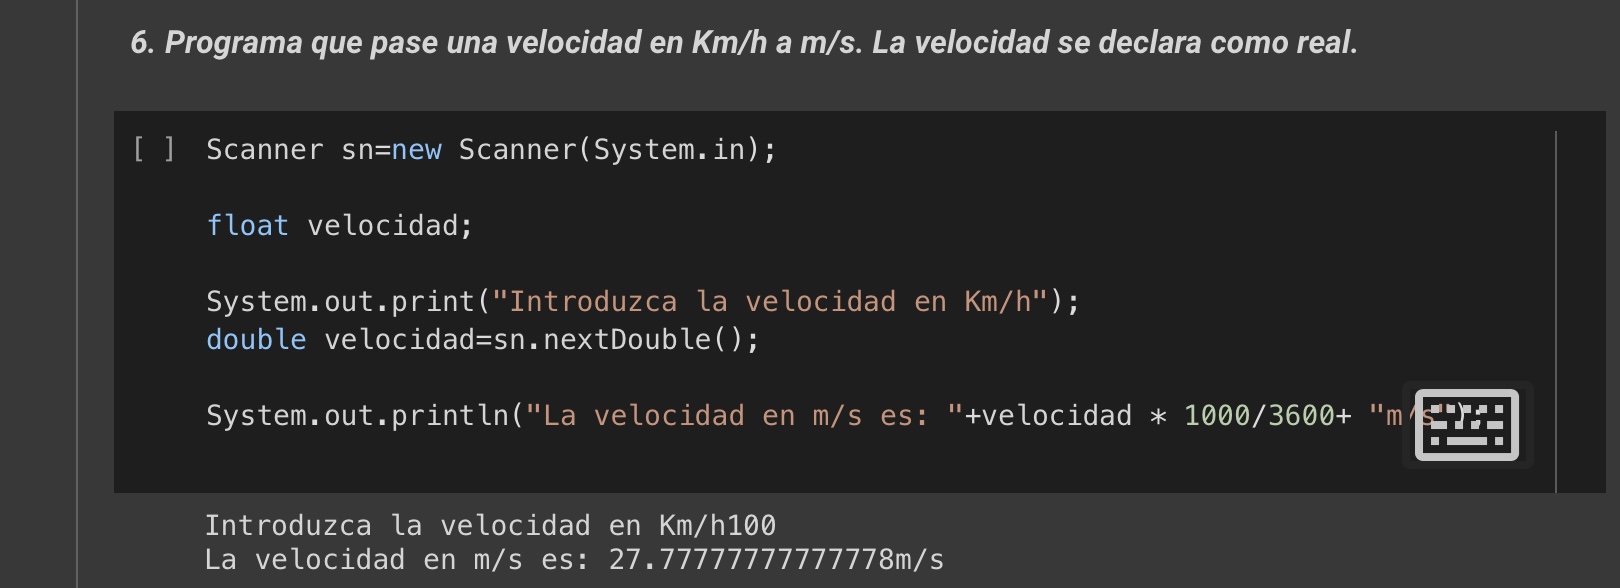 6. Programa que pase una velocidad en Km/h a m/s. La velocidad se declara como real.
[ ] Scanner sn=new Scanner(System.in);
float velocidad;
System.out.print("Introduzca la velocidad en Km/h");
double velocidad=sn.nextDouble();
System.out.println("La velocidad en m/s es: "+velocidad * 1000/3600+ "m/s");
Introduzca la velocidad en Km/h100
La velocidad en m/s es: 27.77777777777778m/s